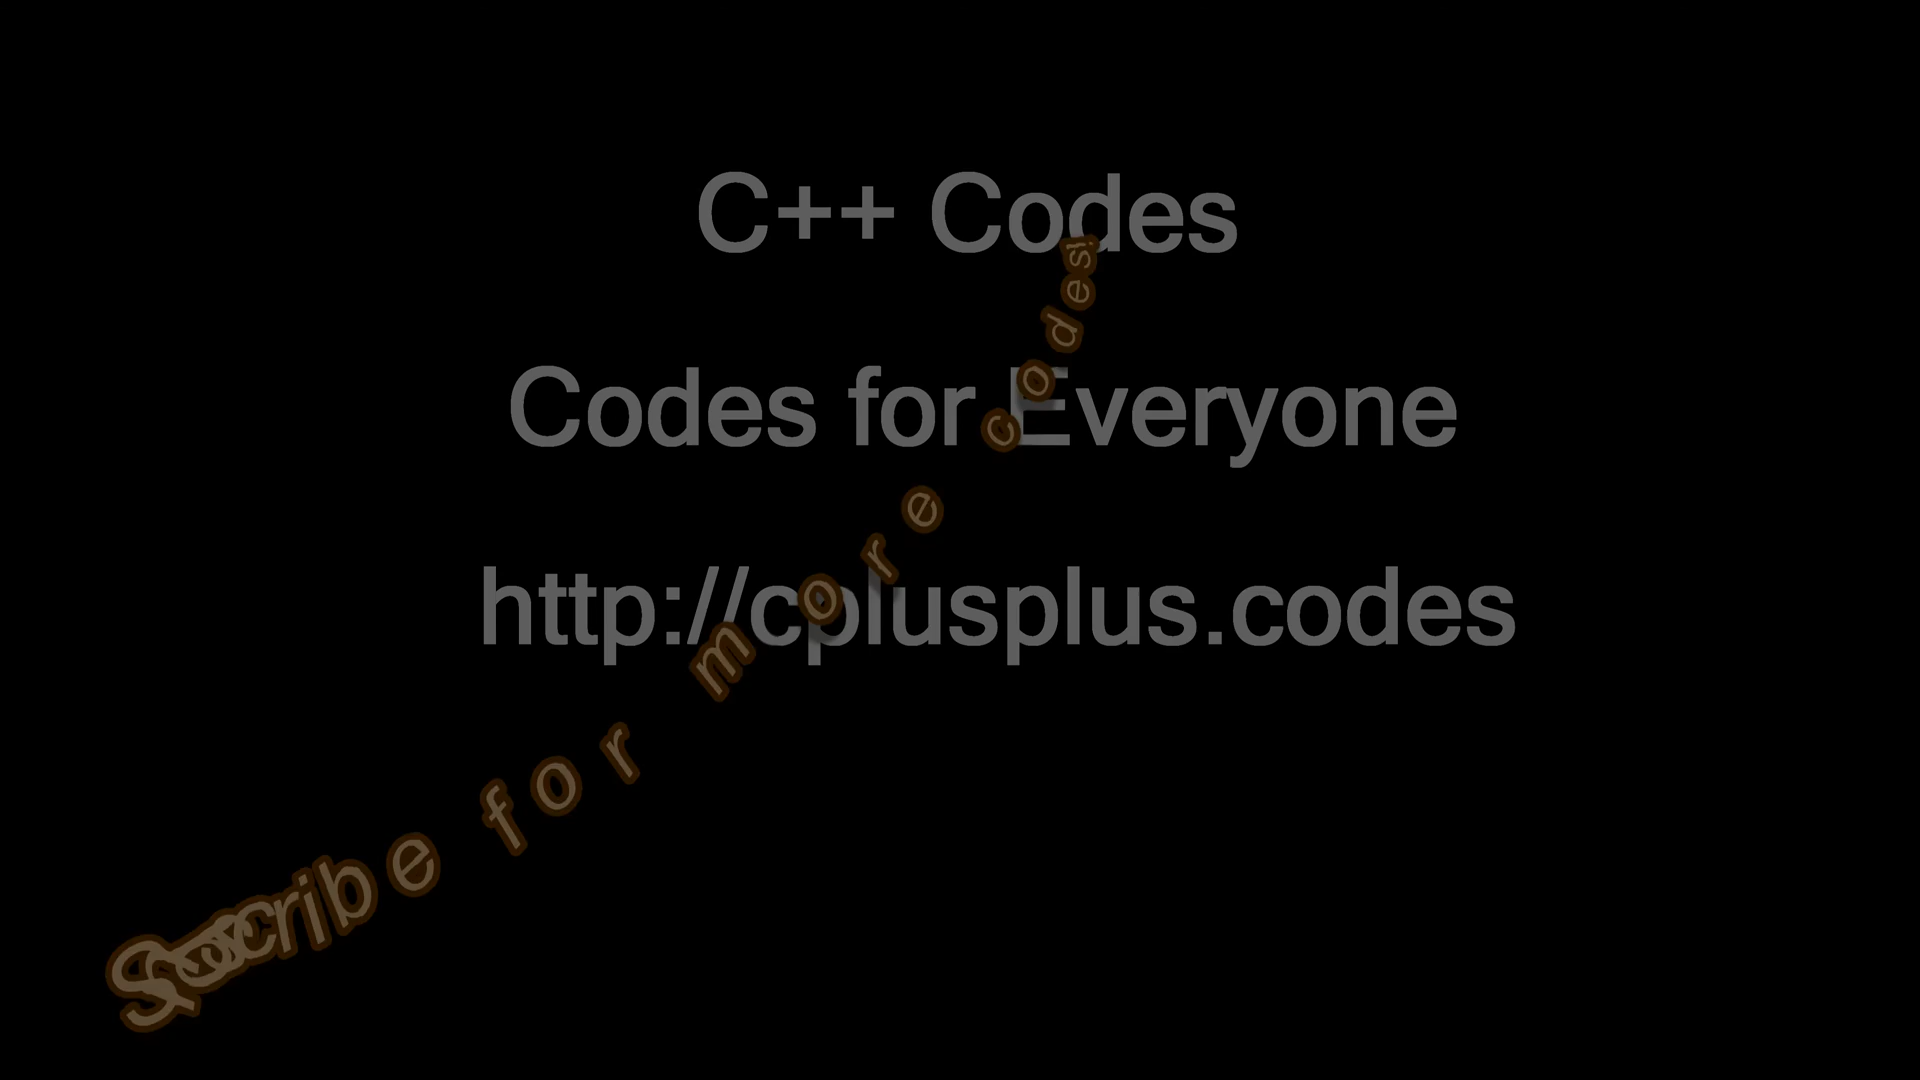 C++ Codes
Codes for Everyone
http://cplusplus.codes
for more codes!